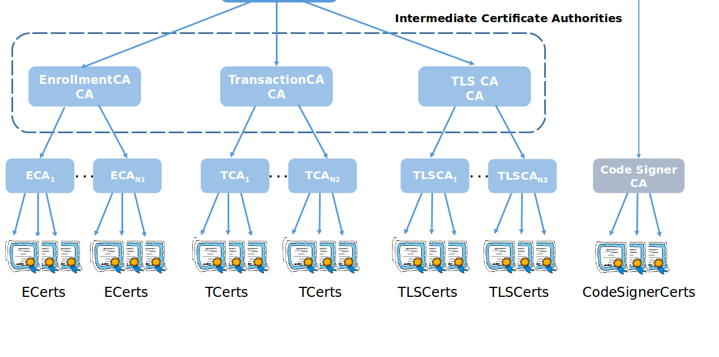 Intermediate Certificate Authorities
EnrollmentCA
CA
TransactionCA
CA
TLS CA
CA
ECA1
...
ECAN1
TCA1
...
TCAN2
TLSCA1
...
TLSCAN3
Code Signer
CA
ECerts
ECerts
TCerts
TCerts
TLSCerts
TLSCerts
CodeSignerCerts